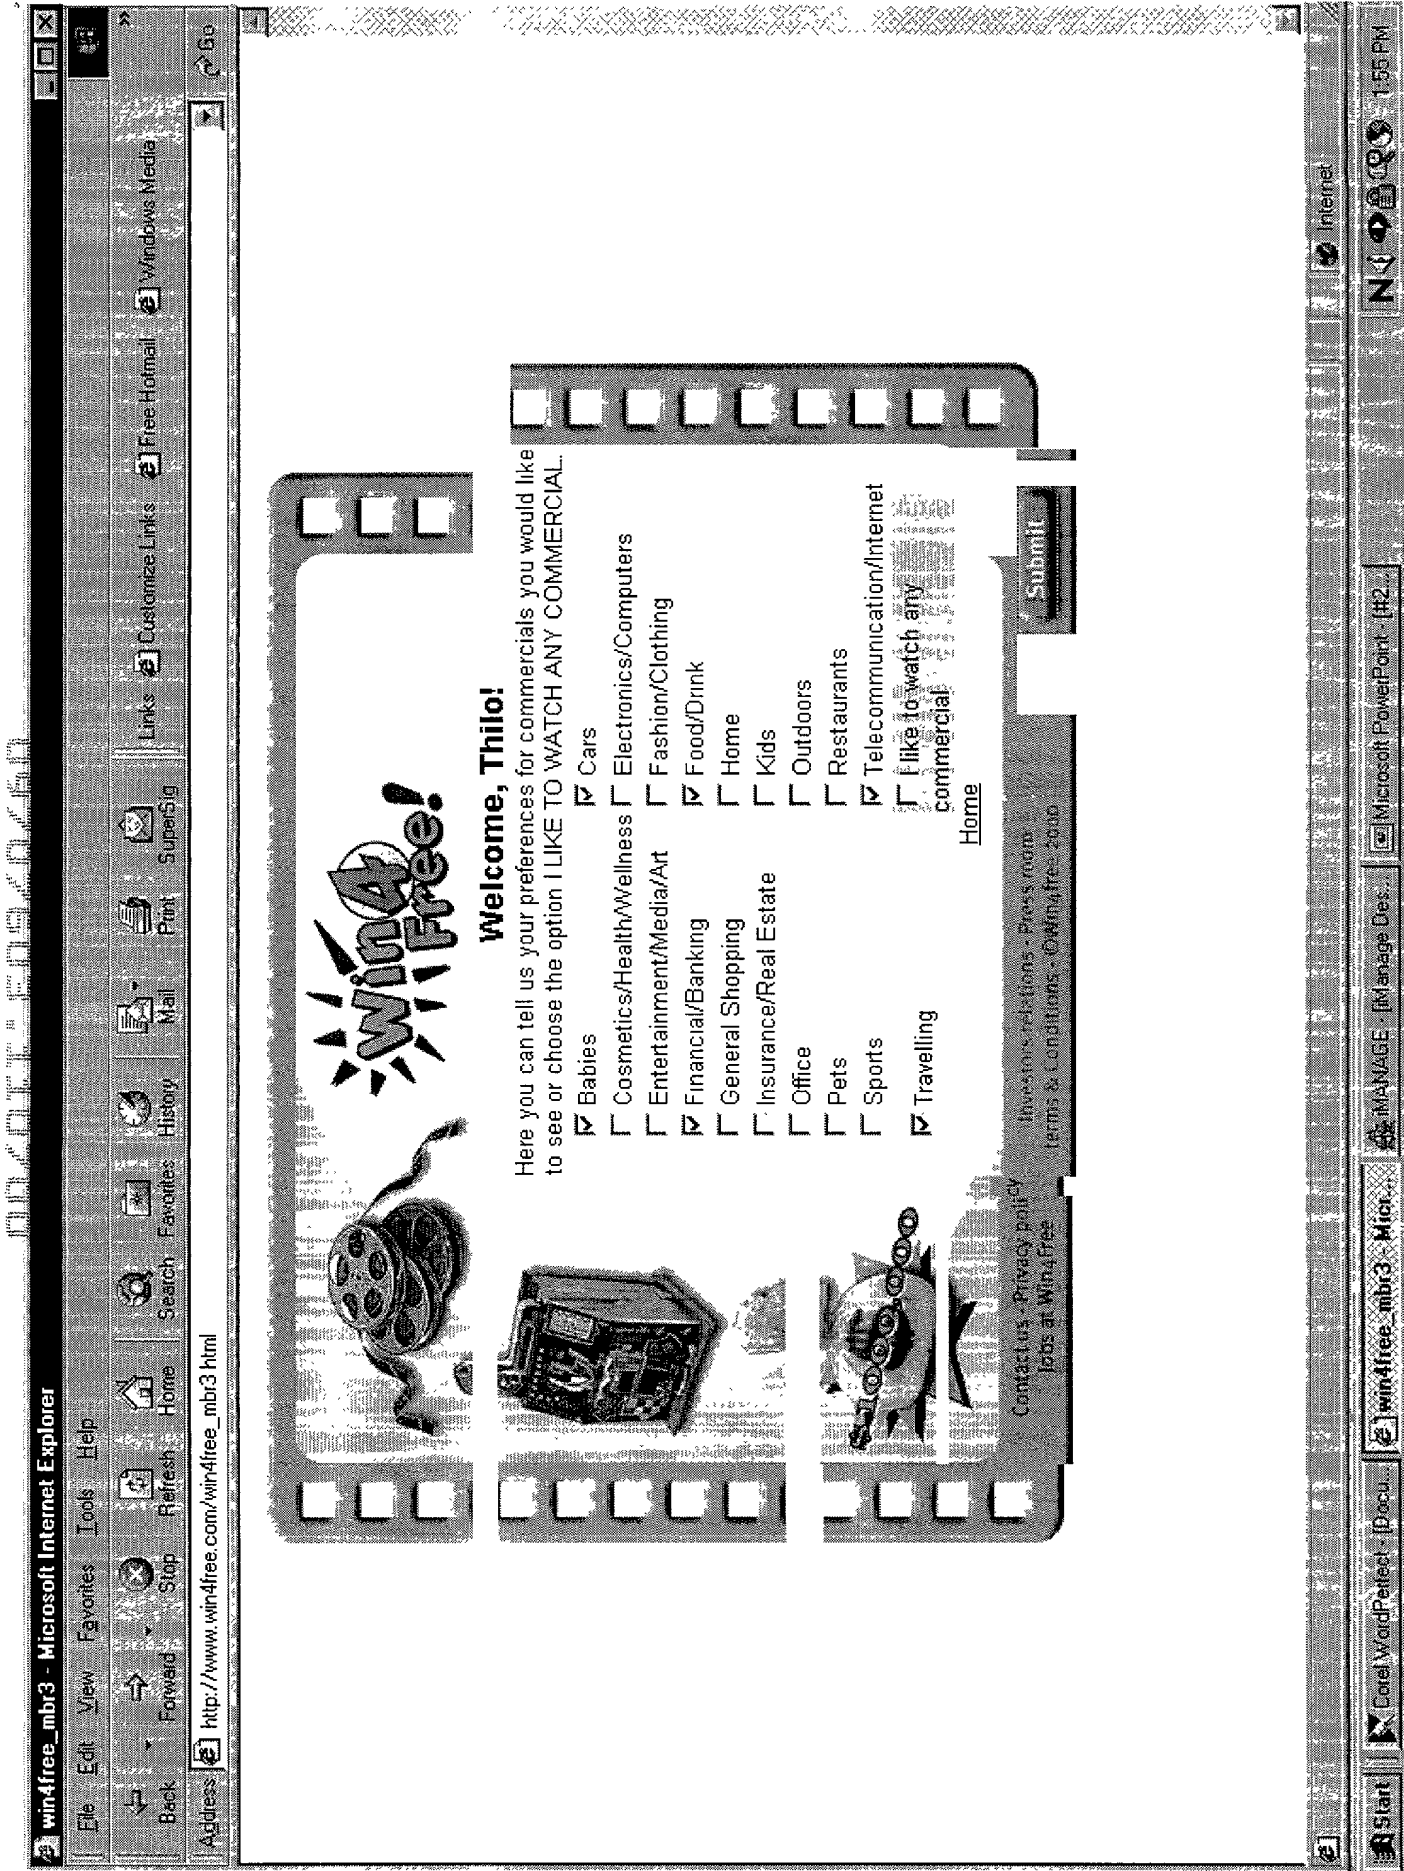 win4free_mbr3 - Microsoft Internet Explorer
File Edit View Favorites Tools Help
Back Forward Stop Refresh Home Search Favorites History Mail Print SuperSig Links Customize Links Free Hotmail Windows Media »
Address http://www.win4free.com/win4free_mbr3 html Go
Win4
Free!
Welcome, Thilo!
Here you can tell us your preferences for commercials you would like
to see or choose the option I LIKE TO WATCH ANY COMMERCIAL.
Babies Cars
Cosmetics/Health/Wellness Electronics/Computers
Entertainment/Media/Art Fashion/Clothing
Financial/Banking Food/Drink
General Shopping Home
Insurance/Real Estate Kids
Office Outdoors
Pets Restaurants
Sports Telecommunication/Internet
Travelling I like to watch any
commercial
Home
Submit
Contact us - Privacy policy Investors relations - Press room
Jobs at Win4Free terms & conditions - ©Win4free 2000
Internet
Start Corel WordPerfect - [Docu... win4free_mbr3 - Micr... iMANAGE [iManage Des... Microsoft PowerPoint - [#2... N 1:55 PM